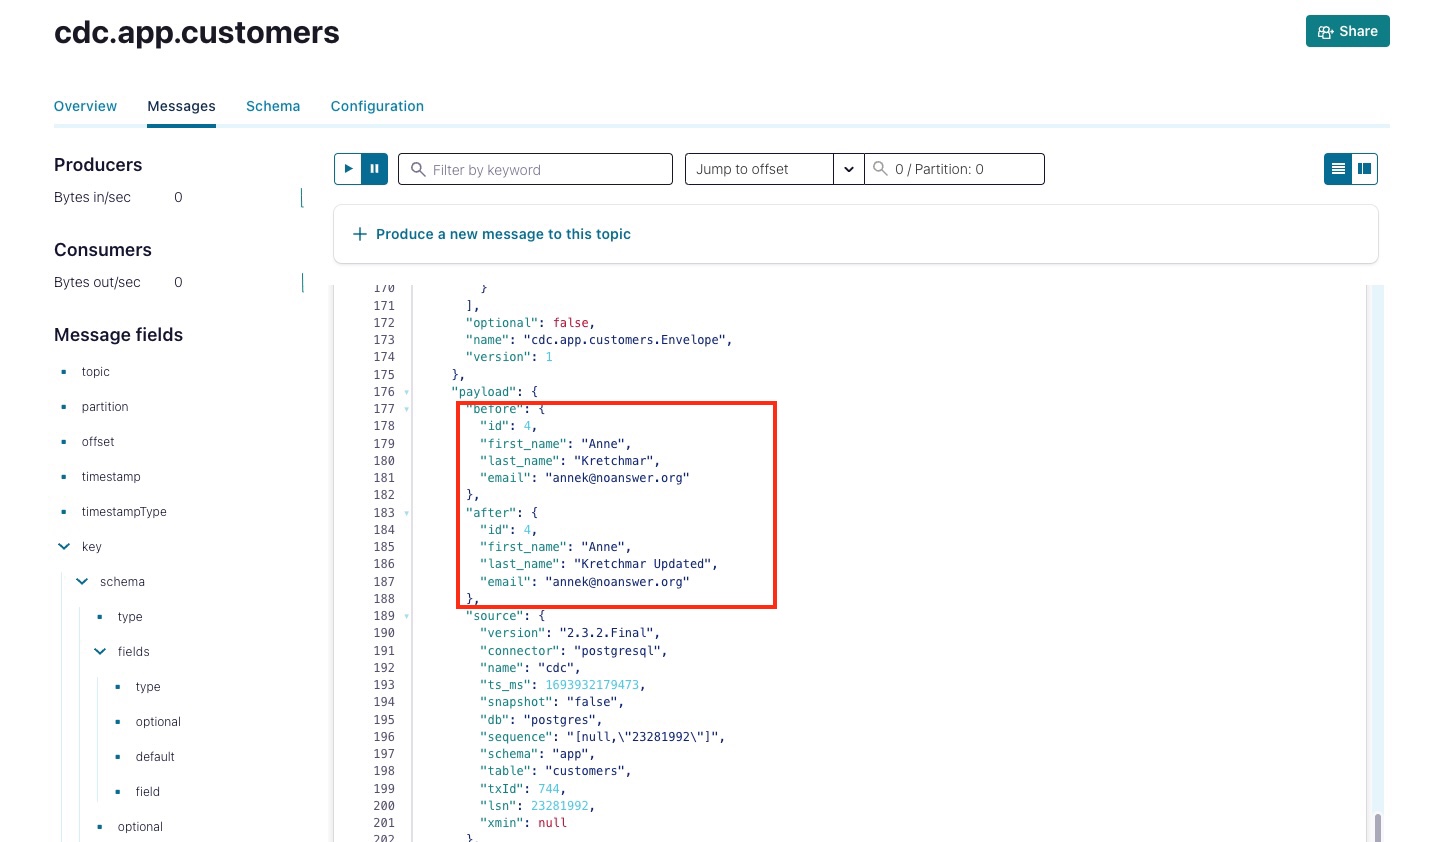 cdc.app.customers
Share
Overview Messages Schema Configuration
Producers
Bytes in/sec 0
Consumers
Bytes out/sec 0
Message fields
topic
partition
offset
timestamp
timestampType
key
schema
type
fields
type
optional
default
field
optional
Filter by keyword
Jump to offset
0 / Partition: 0
+ Produce a new message to this topic
170 }
171 ],
172 "optional": false,
173 "name": "cdc.app.customers.Envelope",
174 "version": 1
175 },
176 "payload": {
177 "before": {
178 "id": 4,
179 "first_name": "Anne",
180 "last_name": "Kretchmar",
181 "email": "annek@noanswer.org"
182 },
183 "after": {
184 "id": 4,
185 "first_name": "Anne",
186 "last_name": "Kretchmar Updated",
187 "email": "annek@noanswer.org"
188 },
189 "source": {
190 "version": "2.3.2.Final",
191 "connector": "postgresql",
192 "name": "cdc",
193 "ts_ms": 1693932179473,
194 "snapshot": "false",
195 "db": "postgres",
196 "sequence": "[null,\"23281992\"]",
197 "schema": "app",
198 "table": "customers",
199 "txId": 744,
200 "lsn": 23281992,
201 "xmin": null
202 },